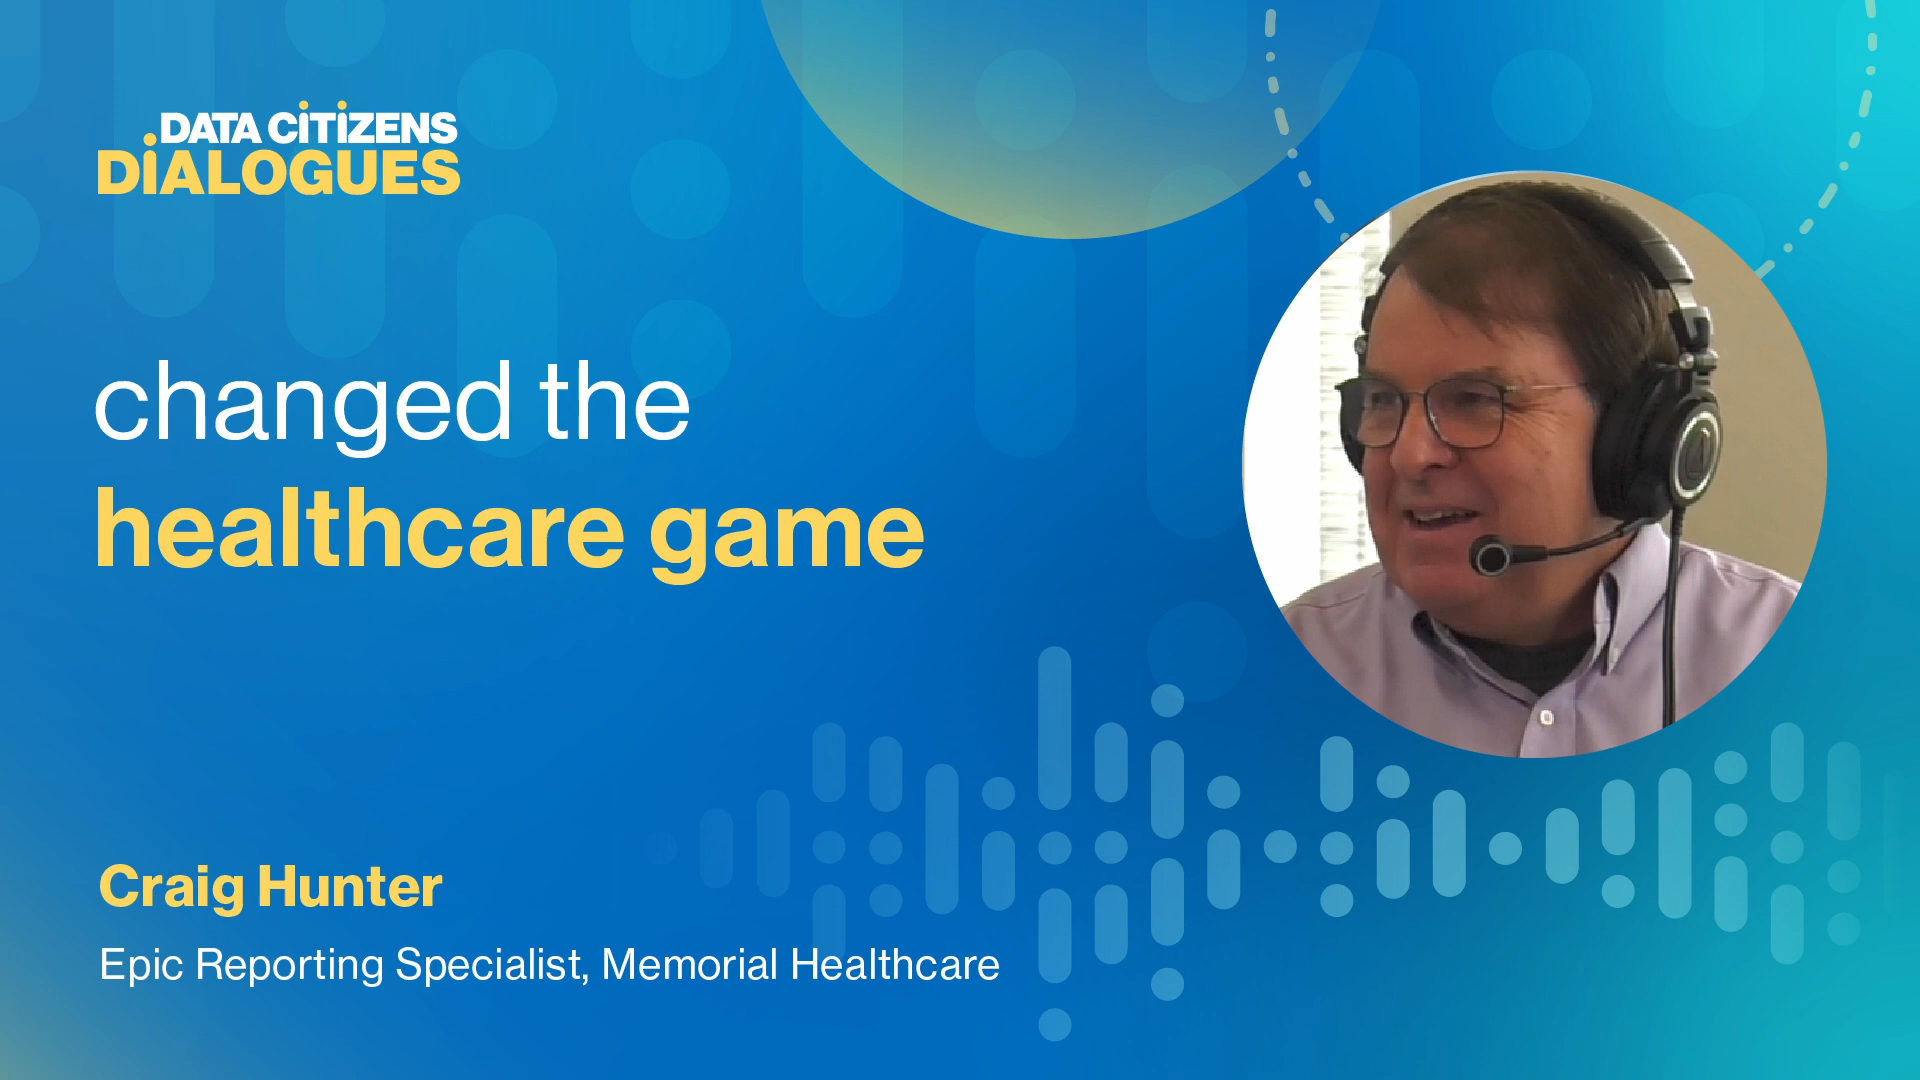 DATA CITIZENS
DIALOGUES
changed the
healthcare game
Craig Hunter
Epic Reporting Specialist, Memorial Healthcare